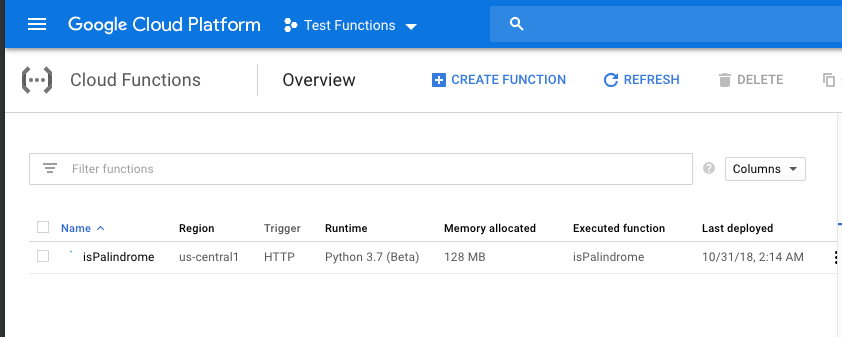 Google Cloud Platform Test Functions
Cloud Functions Overview CREATE FUNCTION REFRESH DELETE
Filter functions Columns
Name Region Trigger Runtime Memory allocated Executed function Last deployed
isPalindrome us-central1 HTTP Python 3.7 (Beta) 128 MB isPalindrome 10/31/18, 2:14 AM